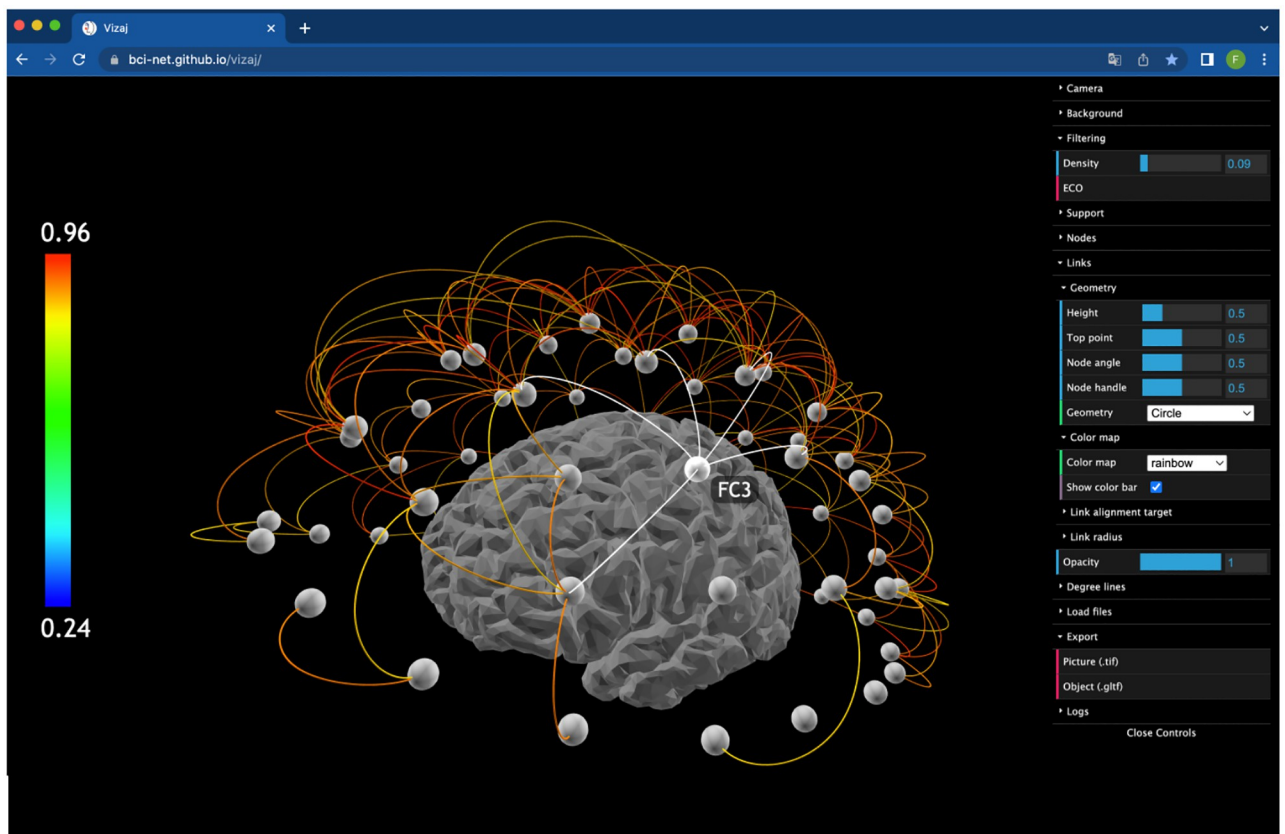 Vizaj
bci-net.github.io/vizaj/
F
Camera
Background
Filtering
Density 0.09
ECO
Support
Nodes
Links
Geometry
Height 0.5
Top point 0.5
Node angle 0.5
Node handle 0.5
Geometry Circle
Color map
Color map rainbow
Show color bar
Link alignment target
Link radius
Opacity 1
Degree lines
Load files
Export
Picture (.tif)
Object (.gltf)
Logs
Close Controls
0.96
0.24
FC3